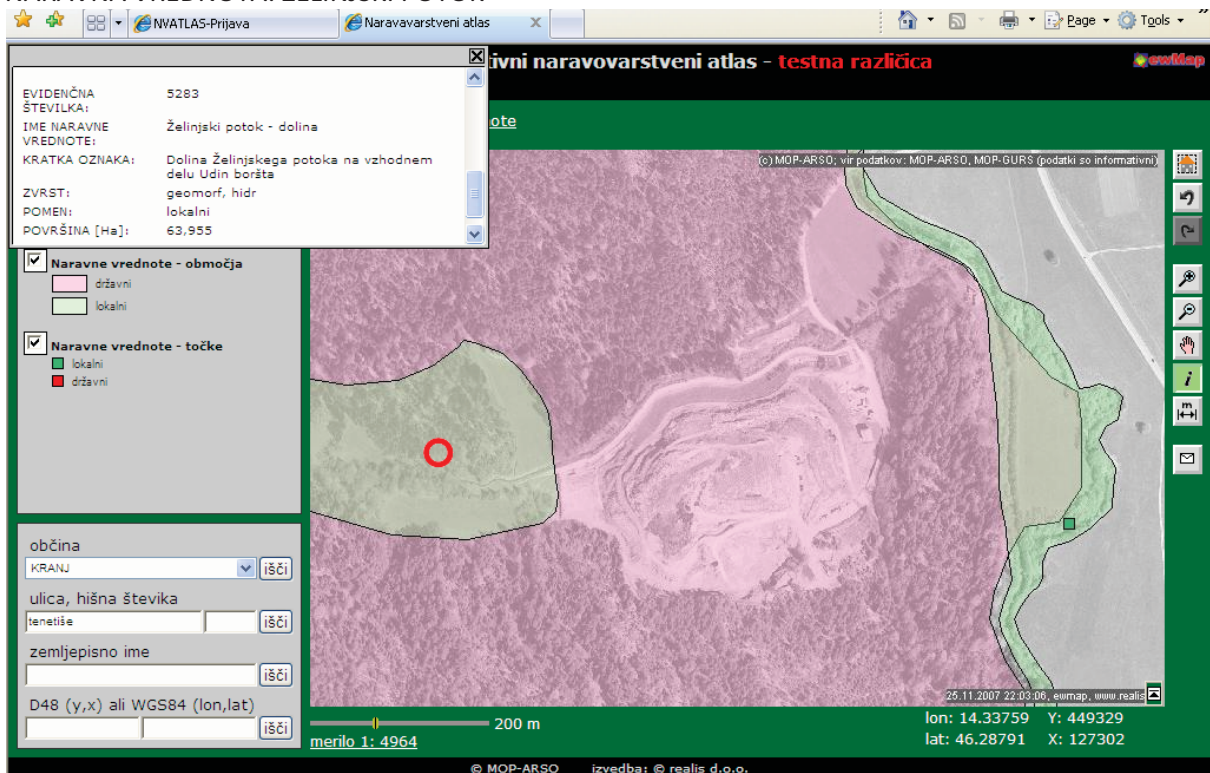 NVATLAS-Prijava
Naravavarstveni atlas
X
Page
Tools
»
tivni naravovarstveni atlas - testna različica
ewMap
ote
EVIDENČNA ŠTEVILKA: 5283
IME NARAVNE VREDNOTE: Želinjski potok - dolina
KRATKA OZNAKA: Dolina Želinjskega potoka na vzhodnem delu Udin boršta
ZVRST: geomorf, hidr
POMEN: lokalni
POVRŠINA [Ha]: 63,955
(c) MOP-ARSO; vir podatkov: MOP-ARSO, MOP-GURS (podatki so informativni)
Naravne vrednote - območja
državni
lokalni
Naravne vrednote - točke
lokalni
državni
i
m
občina
KRANJ
išči
ulica, hišna števika
tenetiše
išči
zemljepisno ime
išči
D48 (y,x) ali WGS84 (lon,lat)
išči
25.11.2007 22:03:06, ewmap, www.realis
200 m
merilo 1: 4964
lon: 14.33759 Y: 449329
lat: 46.28791 X: 127302
© MOP-ARSO izvedba: © realis d.o.o.